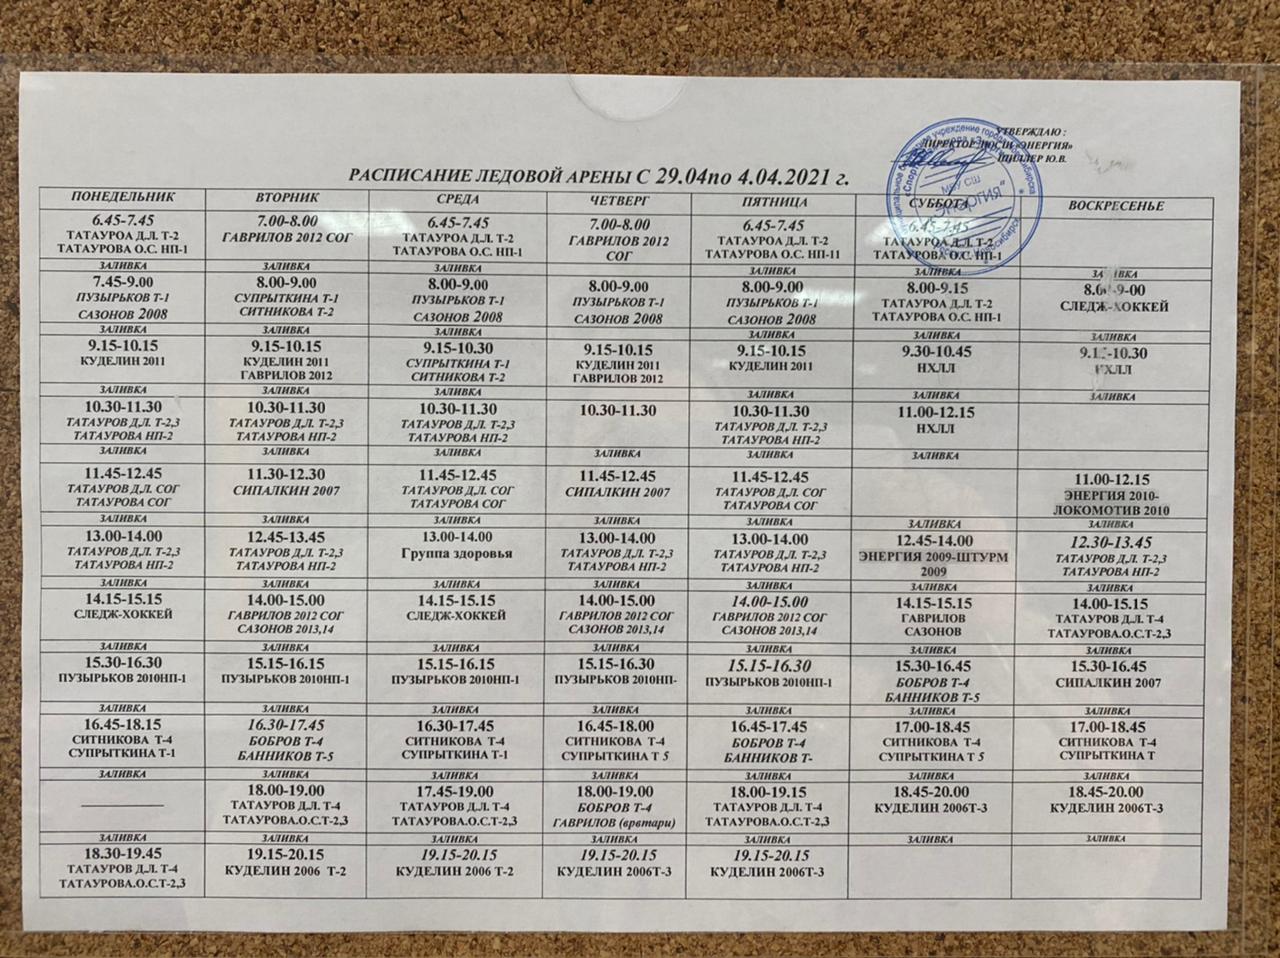 УТВЕРЖДАЮ :
ДИРЕКТОР ДЮСШ «ЭНЕРГИЯ»
ШИЛЛЕР Ю.В.
МБУ СШ
"Энергия"
РАСПИСАНИЕ ЛЕДОВОЙ АРЕНЫ С 29.04по 4.04.2021 г.
ПОНЕДЕЛЬНИК ВТОРНИК СРЕДА ЧЕТВЕРГ ПЯТНИЦА СУББОТА ВОСКРЕСЕНЬЕ
6.45-7.45 7.00-8.00 6.45-7.45 7.00-8.00 6.45-7.45 6.45-7.45
ТАТАУРОА Д.Л. Т-2 ГАВРИЛОВ 2012 СОГ ТАТАУРОА Д.Л. Т-2 ГАВРИЛОВ 2012 ТАТАУРОА Д.Л. Т-2 ТАТАУРОА Д.Л. Т-2
ТАТАУРОВА О.С. НП-1 ТАТАУРОВА О.С. НП-1 СОГ ТАТАУРОВА О.С. НП-11 ТАТАУРОВА О.С. НП-1
ЗАЛИВКА ЗАЛИВКА ЗАЛИВКА ЗАЛИВКА ЗАЛИВКА ЗАЛИВКА
7.45-9.00 8.00-9.00 8.00-9.00 8.00-9.00 8.00-9.00 8.00-9.15
ПУЗЫРЬКОВ Т-1 СУПРЫТКИНА Т-1 ПУЗЫРЬКОВ Т-1 ПУЗЫРЬКОВ Т-1 ПУЗЫРЬКОВ Т-1 ТАТАУРОА Д.Л. Т-2 СЛЕДЖ-ХОККЕЙ
САЗОНОВ 2008 СИТНИКОВА Т-2 САЗОНОВ 2008 САЗОНОВ 2008 САЗОНОВ 2008 ТАТАУРОВА О.С. НП-1
ЗАЛИВКА ЗАЛИВКА ЗАЛИВКА ЗАЛИВКА ЗАЛИВКА ЗАЛИВКА ЗАЛИВКА
9.15-10.15 9.15-10.15 9.15-10.30 9.15-10.15 9.15-10.15 9.30-10.45
КУДЕЛИН 2011 КУДЕЛИН 2011 СУПРЫТКИНА Т-1 КУДЕЛИН 2011 КУДЕЛИН 2011 НХЛЛ
ГАВРИЛОВ 2012 СИТНИКОВА Т-2 ГАВРИЛОВ 2012
ЗАЛИВКА ЗАЛИВКА ЗАЛИВКА ЗАЛИВКА ЗАЛИВКА ЗАЛИВКА
10.30-11.30 10.30-11.30 10.30-11.30 10.30-11.30 10.30-11.30 11.00-12.15
ТАТАУРОВ Д.Л. Т-2,3 ТАТАУРОВ Д.Л. Т-2,3 ТАТАУРОВ Д.Л. Т-2,3 ТАТАУРОВ Д.Л. Т-2,3 НХЛЛ
ТАТАУРОВА НП-2 ТАТАУРОВА НП-2 ТАТАУРОВА НП-2 ТАТАУРОВА НП-2
ЗАЛИВКА ЗАЛИВКА ЗАЛИВКА ЗАЛИВКА ЗАЛИВКА ЗАЛИВКА
11.45-12.45 11.30-12.30 11.45-12.45 11.45-12.45 11.45-12.45 11.00-12.15
ТАТАУРОВ Д.Л. СОГ СИПАЛКИН 2007 ТАТАУРОВ Д.Л. СОГ СИПАЛКИН 2007 ТАТАУРОВ Д.Л. СОГ ЭНЕРГИЯ 2010-
ТАТАУРОВА СОГ ТАТАУРОВА СОГ ТАТАУРОВА СОГ ЛОКОМОТИВ 2010
ЗАЛИВКА ЗАЛИВКА ЗАЛИВКА ЗАЛИВКА ЗАЛИВКА ЗАЛИВКА ЗАЛИВКА
13.00-14.00 12.45-13.45 13.00-14.00 13.00-14.00 13.00-14.00 12.45-14.00 12.30-13.45
ТАТАУРОВ Д.Л. Т-2,3 ТАТАУРОВ Д.Л. Т-2,3 Группа здоровья ТАТАУРОВ Д.Л. Т-2,3 ТАТАУРОВ Д.Л. Т-2,3 ЭНЕРГИЯ 2009-ШТУРМ ТАТАУРОВ Д.Л. Т-2,3
ТАТАУРОВА НП-2 ТАТАУРОВА НП-2 ТАТАУРОВА НП-2 ТАТАУРОВА НП-2 2009 ТАТАУРОВА НП-2
ЗАЛИВКА ЗАЛИВКА ЗАЛИВКА ЗАЛИВКА ЗАЛИВКА ЗАЛИВКА ЗАЛИВКА
14.15-15.15 14.00-15.00 14.15-15.15 14.00-15.00 14.00-15.00 14.15-15.15 14.00-15.15
СЛЕДЖ-ХОККЕЙ ГАВРИЛОВ 2012 СОГ СЛЕДЖ-ХОККЕЙ ГАВРИЛОВ 2012 СОГ ГАВРИЛОВ 2012 СОГ ГАВРИЛОВ ТАТАУРОВ Д.Л. Т-4
САЗОНОВ 2013,14 САЗОНОВ 2013,14 САЗОНОВ 2013,14 САЗОНОВ ТАТАУРОВА.О.С.Т-2,3
ЗАЛИВКА ЗАЛИВКА ЗАЛИВКА ЗАЛИВКА ЗАЛИВКА ЗАЛИВКА ЗАЛИВКА
15.30-16.30 15.15-16.15 15.15-16.15 15.15-16.30 15.15-16.30 15.30-16.45 15.30-16.45
ПУЗЫРЬКОВ 2010НП-1 ПУЗЫРЬКОВ 2010НП-1 ПУЗЫРЬКОВ 2010НП-1 ПУЗЫРЬКОВ 2010НП- ПУЗЫРЬКОВ 2010НП-1 БОБРОВ Т-4 СИПАЛКИН 2007
БАННИКОВ Т-5
ЗАЛИВКА ЗАЛИВКА ЗАЛИВКА ЗАЛИВКА ЗАЛИВКА ЗАЛИВКА ЗАЛИВКА
16.45-18.15 16.30-17.45 16.30-17.45 16.45-18.00 16.45-17.45 17.00-18.45 17.00-18.45
СИТНИКОВА Т-4 БОБРОВ Т-4 СИТНИКОВА Т-4 СИТНИКОВА Т-4 БОБРОВ Т-4 СИТНИКОВА Т-4 СИТНИКОВА Т-4
СУПРЫТКИНА Т-1 БАННИКОВ Т-5 СУПРЫТКИНА Т-1 СУПРЫТКИНА Т 5 БАННИКОВ Т- СУПРЫТКИНА Т 5 СУПРЫТКИНА Т
ЗАЛИВКА ЗАЛИВКА ЗАЛИВКА ЗАЛИВКА ЗАЛИВКА ЗАЛИВКА ЗАЛИВКА
18.00-19.00 17.45-19.00 18.00-19.00 18.00-19.15 18.45-20.00 18.45-20.00
ТАТАУРОВ Д.Л. Т-4 ТАТАУРОВ Д.Л. Т-4 БОБРОВ Т-4 ТАТАУРОВ Д.Л. Т-4 КУДЕЛИН 2006Т-3 КУДЕЛИН 2006Т-3
ТАТАУРОВА.О.С.Т-2,3 ТАТАУРОВА.О.С.Т-2,3 ГАВРИЛОВ (врвтари) ТАТАУРОВА.О.С.Т-2,3
ЗАЛИВКА ЗАЛИВКА ЗАЛИВКА ЗАЛИВКА ЗАЛИВКА ЗАЛИВКА ЗАЛИВКА
18.30-19.45 19.15-20.15 19.15-20.15 19.15-20.15 19.15-20.15
ТАТАУРОВ Д.Л. Т-4 КУДЕЛИН 2006 Т-2 КУДЕЛИН 2006 Т-2 КУДЕЛИН 2006Т-3 КУДЕЛИН 2006Т-3
ТАТАУРОВА.О.С.Т-2,3